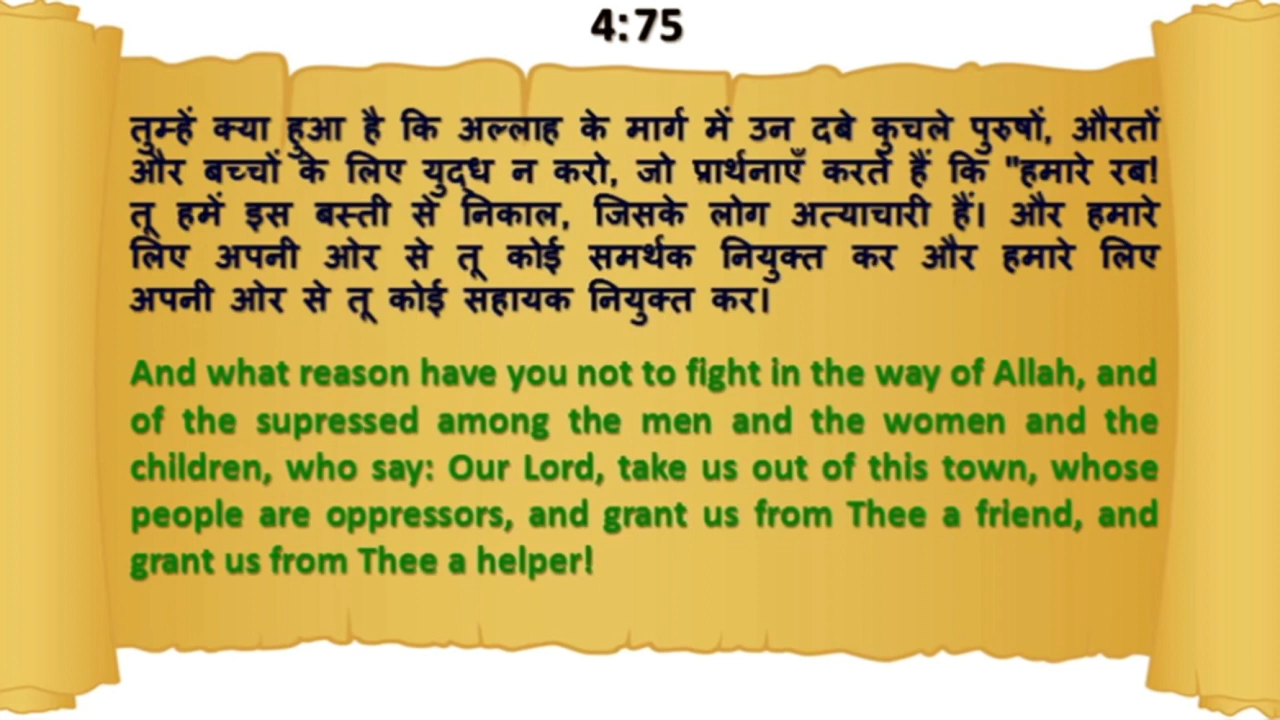 4:75
तुम्हें क्या हुआ है कि अल्लाह के मार्ग में उन दबे कुचले पुरुषों, औरतों
और बच्चों के लिए युद्ध न करो, जो प्रार्थनाएँ करते हैं कि "हमारे रब!
तू हमें इस बस्ती से निकाल, जिसके लोग अत्याचारी हैं। और हमारे
लिए अपनी ओर से तू कोई समर्थक नियुक्त कर और हमारे लिए
अपनी ओर से तू कोई सहायक नियुक्त कर।
And what reason have you not to fight in the way of Allah, and
of the supressed among the men and the women and the
children, who say: Our Lord, take us out of this town, whose
people are oppressors, and grant us from Thee a friend, and
grant us from Thee a helper!